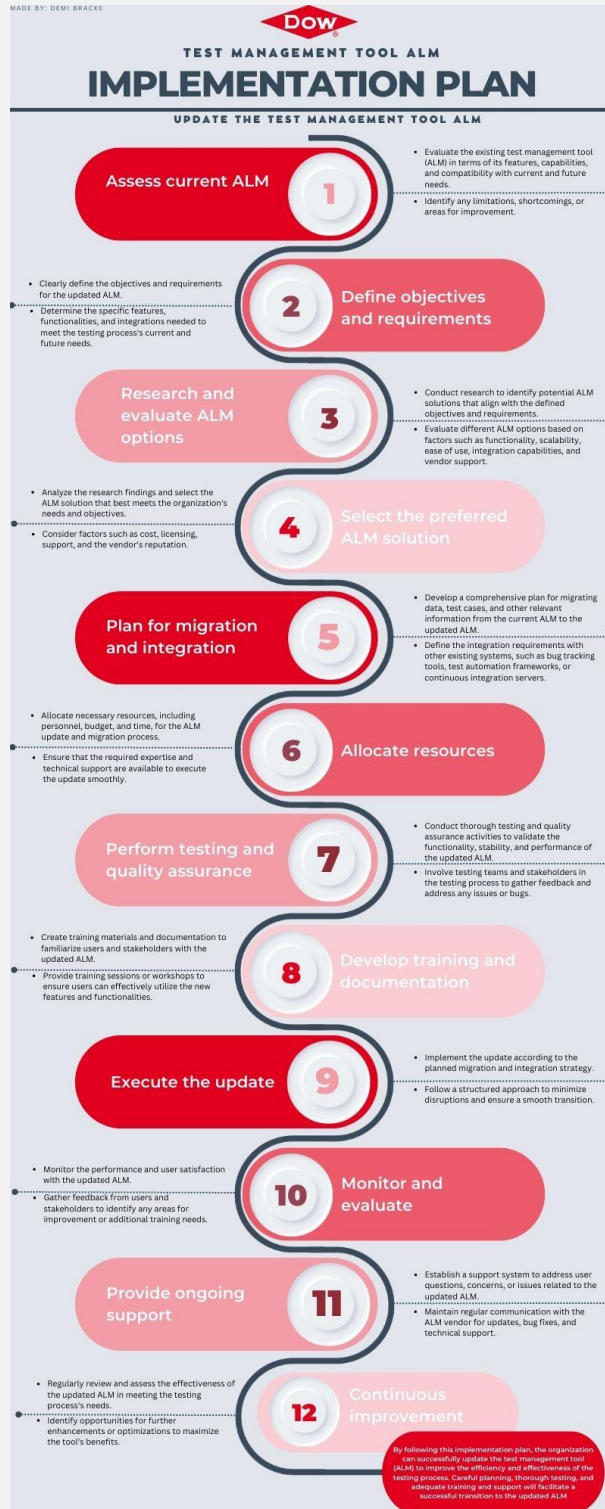 MADE BY: DEMI BRACKE
DOW
®
TEST MANAGEMENT TOOL ALM
IMPLEMENTATION PLAN
UPDATE THE TEST MANAGEMENT TOOL ALM
Assess current ALM
1
• Evaluate the existing test management tool
(ALM) in terms of its features, capabilities,
and compatibility with current and future
needs.
• Identify any limitations, shortcomings, or
areas for improvement.
• Clearly define the objectives and requirements
for the updated ALM.
• Determine the specific features,
functionalities, and integrations needed to
meet the testing process's current and
future needs.
2
Define objectives
and requirements
Research and
evaluate ALM
options
3
• Conduct research to identify potential ALM
solutions that align with the defined
objectives and requirements.
• Evaluate different ALM options based on
factors such as functionality, scalability,
ease of use, integration capabilities, and
vendor support.
• Analyze the research findings and select the
ALM solution that best meets the organization's
needs and objectives.
• Consider factors such as cost, licensing,
support, and the vendor's reputation.
4
Select the preferred
ALM solution
Plan for migration
and integration
5
• Develop a comprehensive plan for migrating
data, test cases, and other relevant
information from the current ALM to the
updated ALM.
• Define the integration requirements with
other existing systems, such as bug tracking
tools, test automation frameworks, or
continuous integration servers.
• Allocate necessary resources, including
personnel, budget, and time, for the ALM
update and migration process.
• Ensure that the required expertise and
technical support are available to execute
the update smoothly.
6
Allocate resources
Perform testing and
quality assurance
7
• Conduct thorough testing and quality
assurance activities to validate the
functionality, stability, and performance of
the updated ALM.
• Involve testing teams and stakeholders in
the testing process to gather feedback and
address any issues or bugs.
• Create training materials and documentation to
familiarize users and stakeholders with the
updated ALM.
• Provide training sessions or workshops to
ensure users can effectively utilize the new
features and functionalities.
8
Develop training and
documentation
Execute the update
9
• Implement the update according to the
planned migration and integration strategy.
• Follow a structured approach to minimize
disruptions and ensure a smooth transition.
• Monitor the performance and user satisfaction
with the updated ALM.
• Gather feedback from users and
stakeholders to identify any areas for
improvement or additional training needs.
10
Monitor and
evaluate
Provide ongoing
support
11
• Establish a support system to address user
questions, concerns, or issues related to the
updated ALM.
• Maintain regular communication with the
ALM vendor for updates, bug fixes, and
technical support.
• Regularly review and assess the effectiveness of
the updated ALM in meeting the testing
process's needs.
• Identify opportunities for further
enhancements or optimizations to maximize
the tool's benefits.
12
Continuous
improvement
By following this implementation plan, the organization
can successfully update the test management tool
(ALM) to improve the efficiency and effectiveness of the
testing process. Careful planning, thorough testing, and
adequate training and support will facilitate a
successful transition to the updated ALM